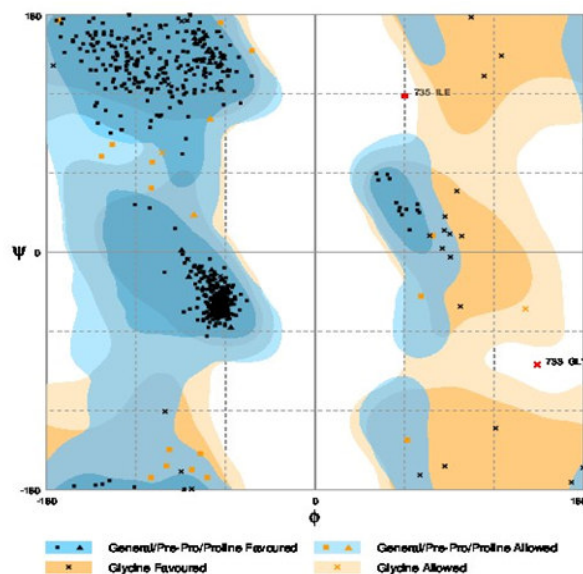 180
735 ILE
Ψ
0
733 GLY
-180
-180
0
180
Φ
General/Pre-Pro/Proline Favoured
General/Pre-Pro/Proline Allowed
Glycine Favoured
Glycine Allowed